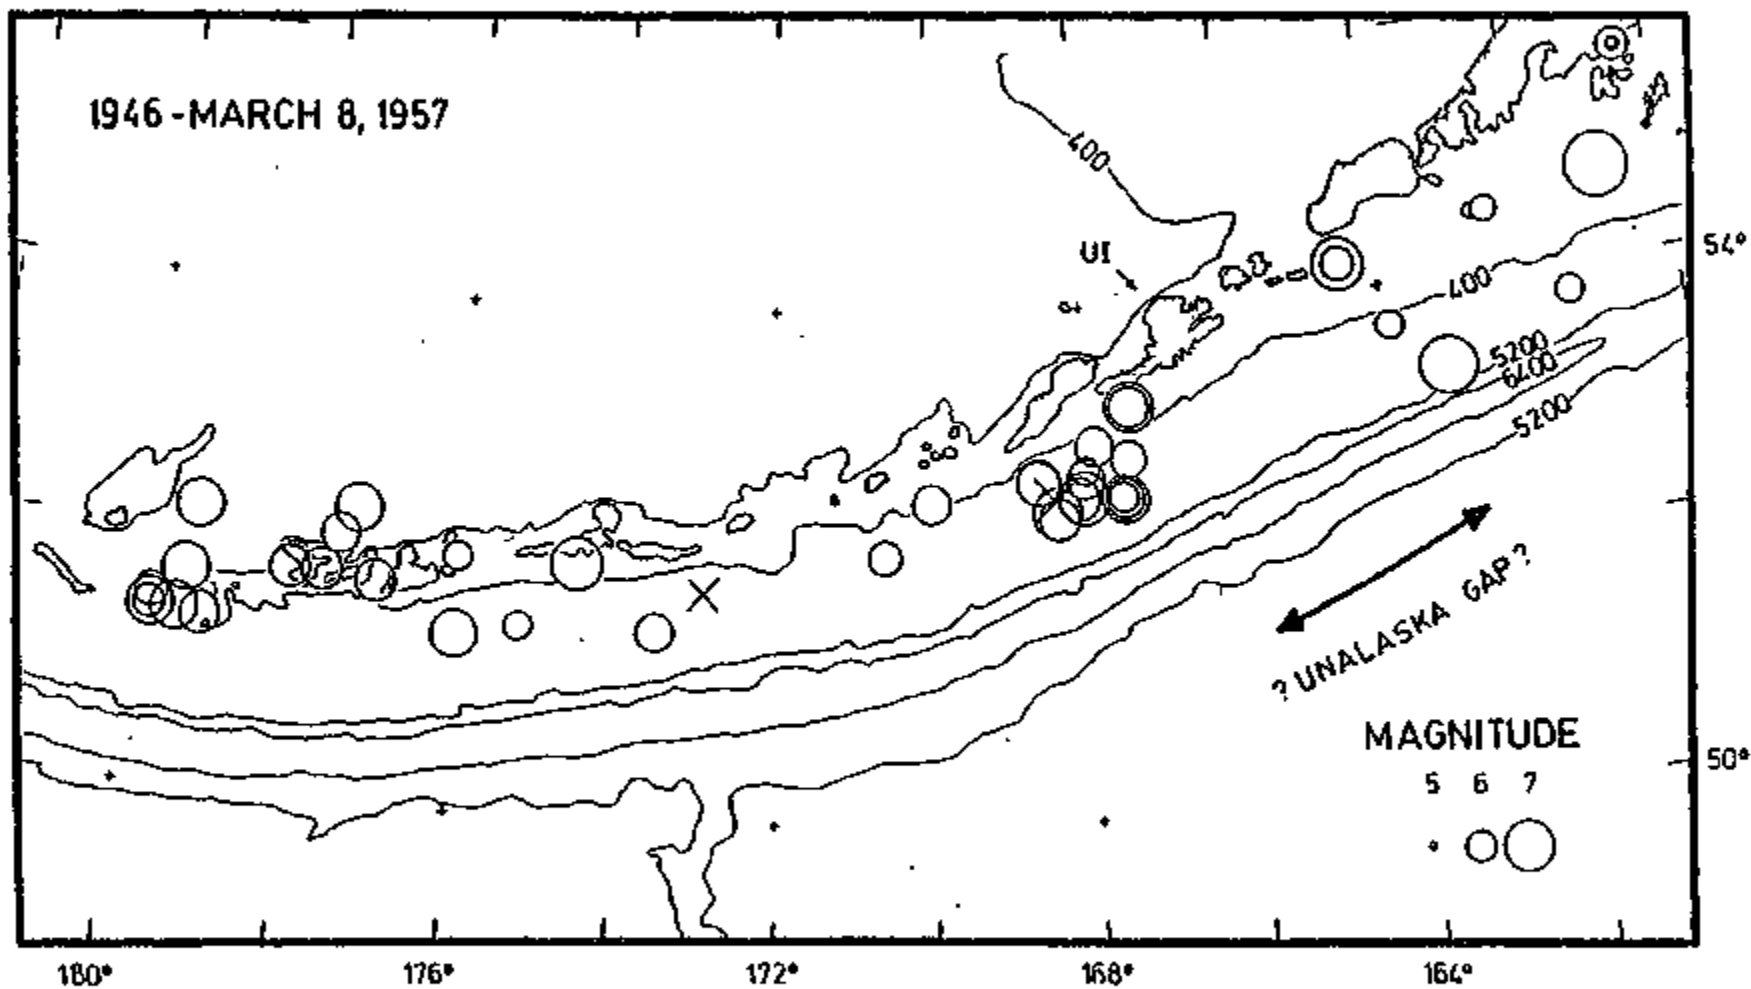 1946 - MARCH 8, 1957
400
UI
54°
400
5200
6400
5200
? UNALASKA GAP ?
MAGNITUDE
50°
5 6 7
180° 176° 172° 168° 164°